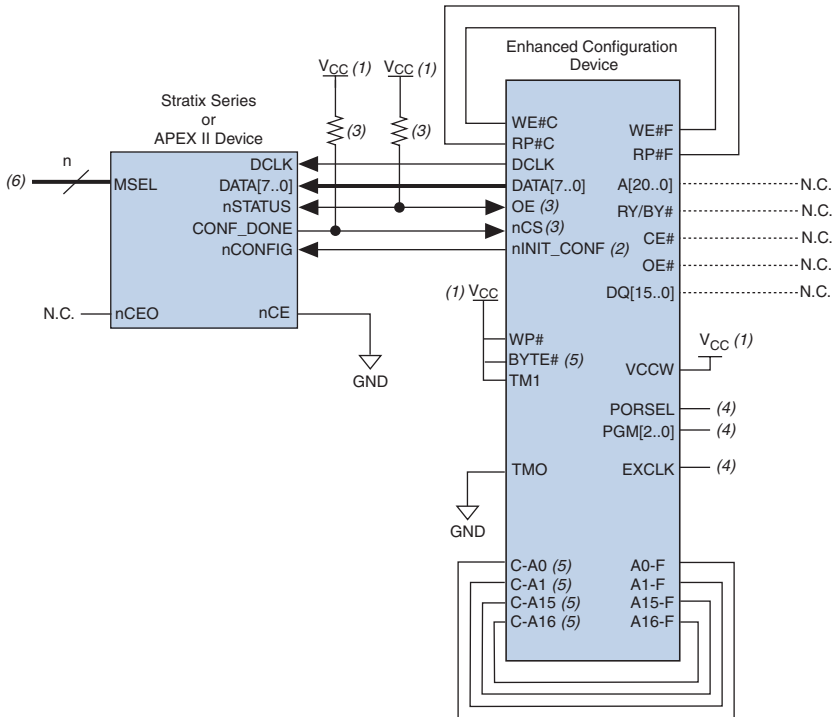 Enhanced Configuration
Device
VCC (1)
VCC (1)
Stratix Series
or
APEX II Device
(3)
(3)
n
(6)
MSEL
DCLK
DATA[7..0]
nSTATUS
CONF_DONE
nCONFIG
N.C.
nCEO
nCE
GND
WE#C
RP#C
DCLK
DATA[7..0]
OE (3)
nCS (3)
nINIT_CONF (2)
(1) VCC
WP#
BYTE# (5)
TM1
TMO
GND
C-A0 (5)
C-A1 (5)
C-A15 (5)
C-A16 (5)
WE#F
RP#F
A[20..0]
N.C.
RY/BY#
N.C.
CE#
N.C.
OE#
N.C.
DQ[15..0]
N.C.
VCC (1)
VCCW
PORSEL
(4)
PGM[2..0]
(4)
EXCLK
(4)
A0-F
A1-F
A15-F
A16-F